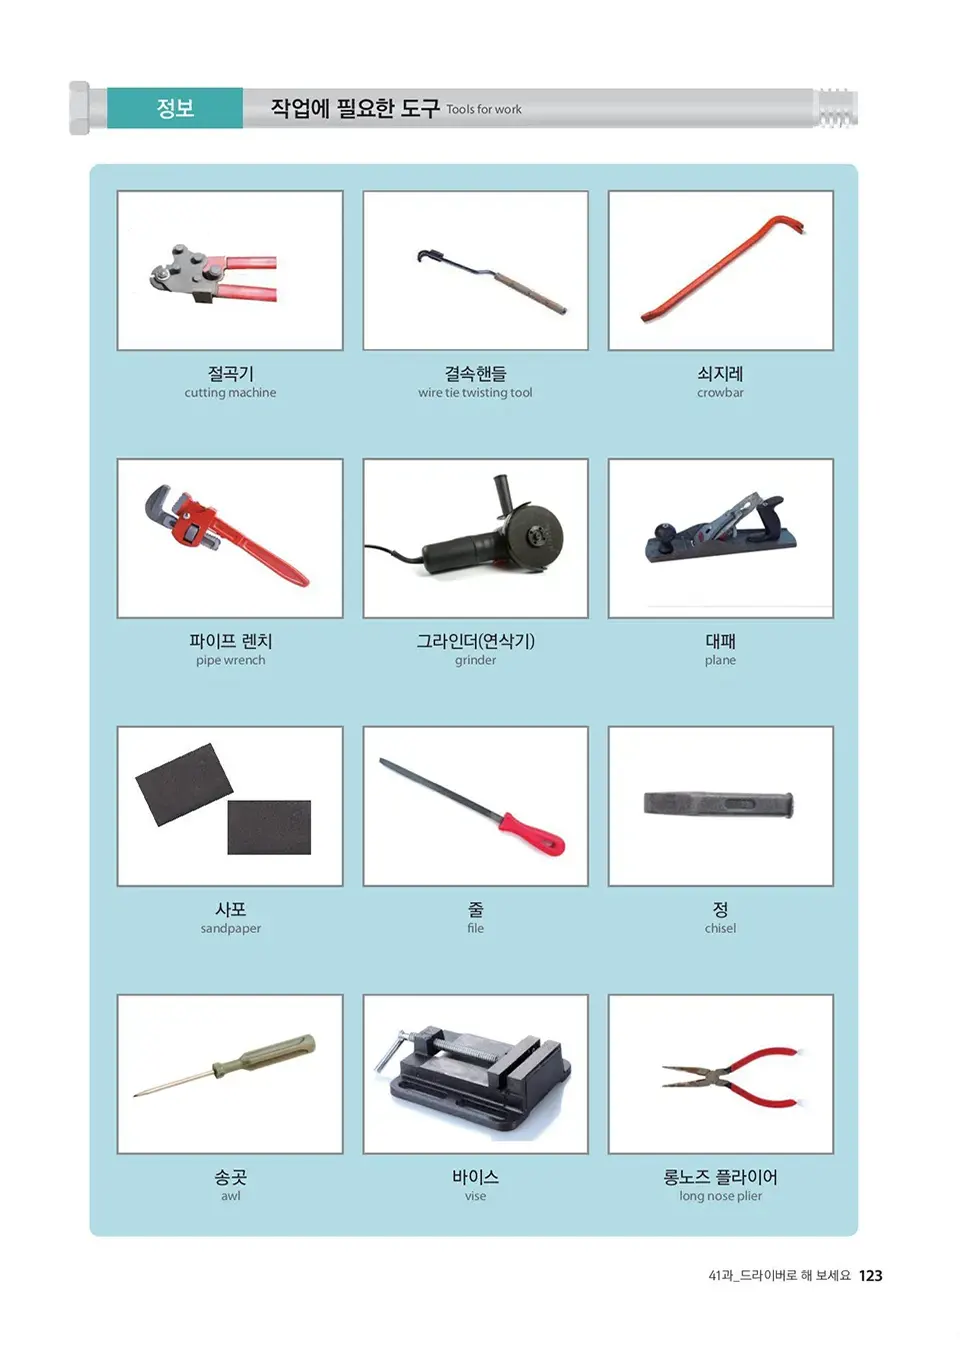 정보
작업에 필요한 도구 Tools for work
절곡기
cutting machine
결속핸들
wire tie twisting tool
쇠지레
crowbar
파이프 렌치
pipe wrench
그라인더(연삭기)
grinder
대패
plane
사포
sandpaper
줄
file
정
chisel
송곳
awl
바이스
vise
롱노즈 플라이어
long nose plier
41과_드라이버로 해 보세요 123